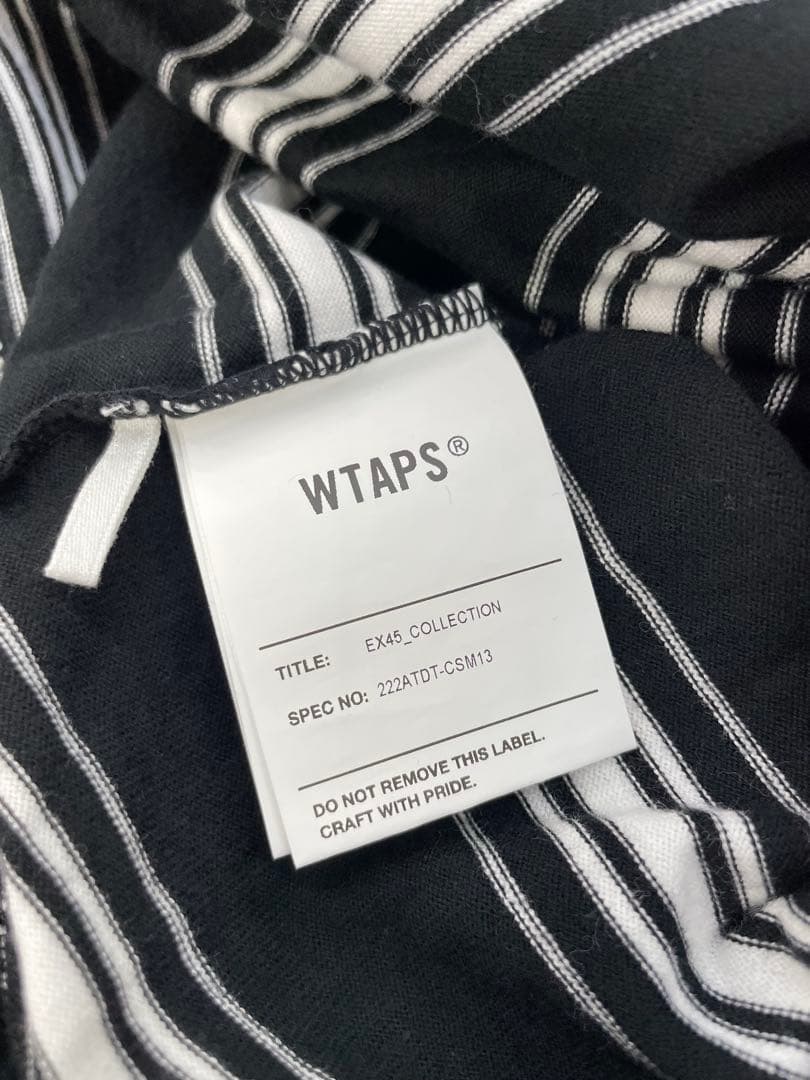 WTAPS®
TITLE: EX45_COLLECTION
SPEC NO: 222ATDT-CSM13
DO NOT REMOVE THIS LABEL.
CRAFT WITH PRIDE.